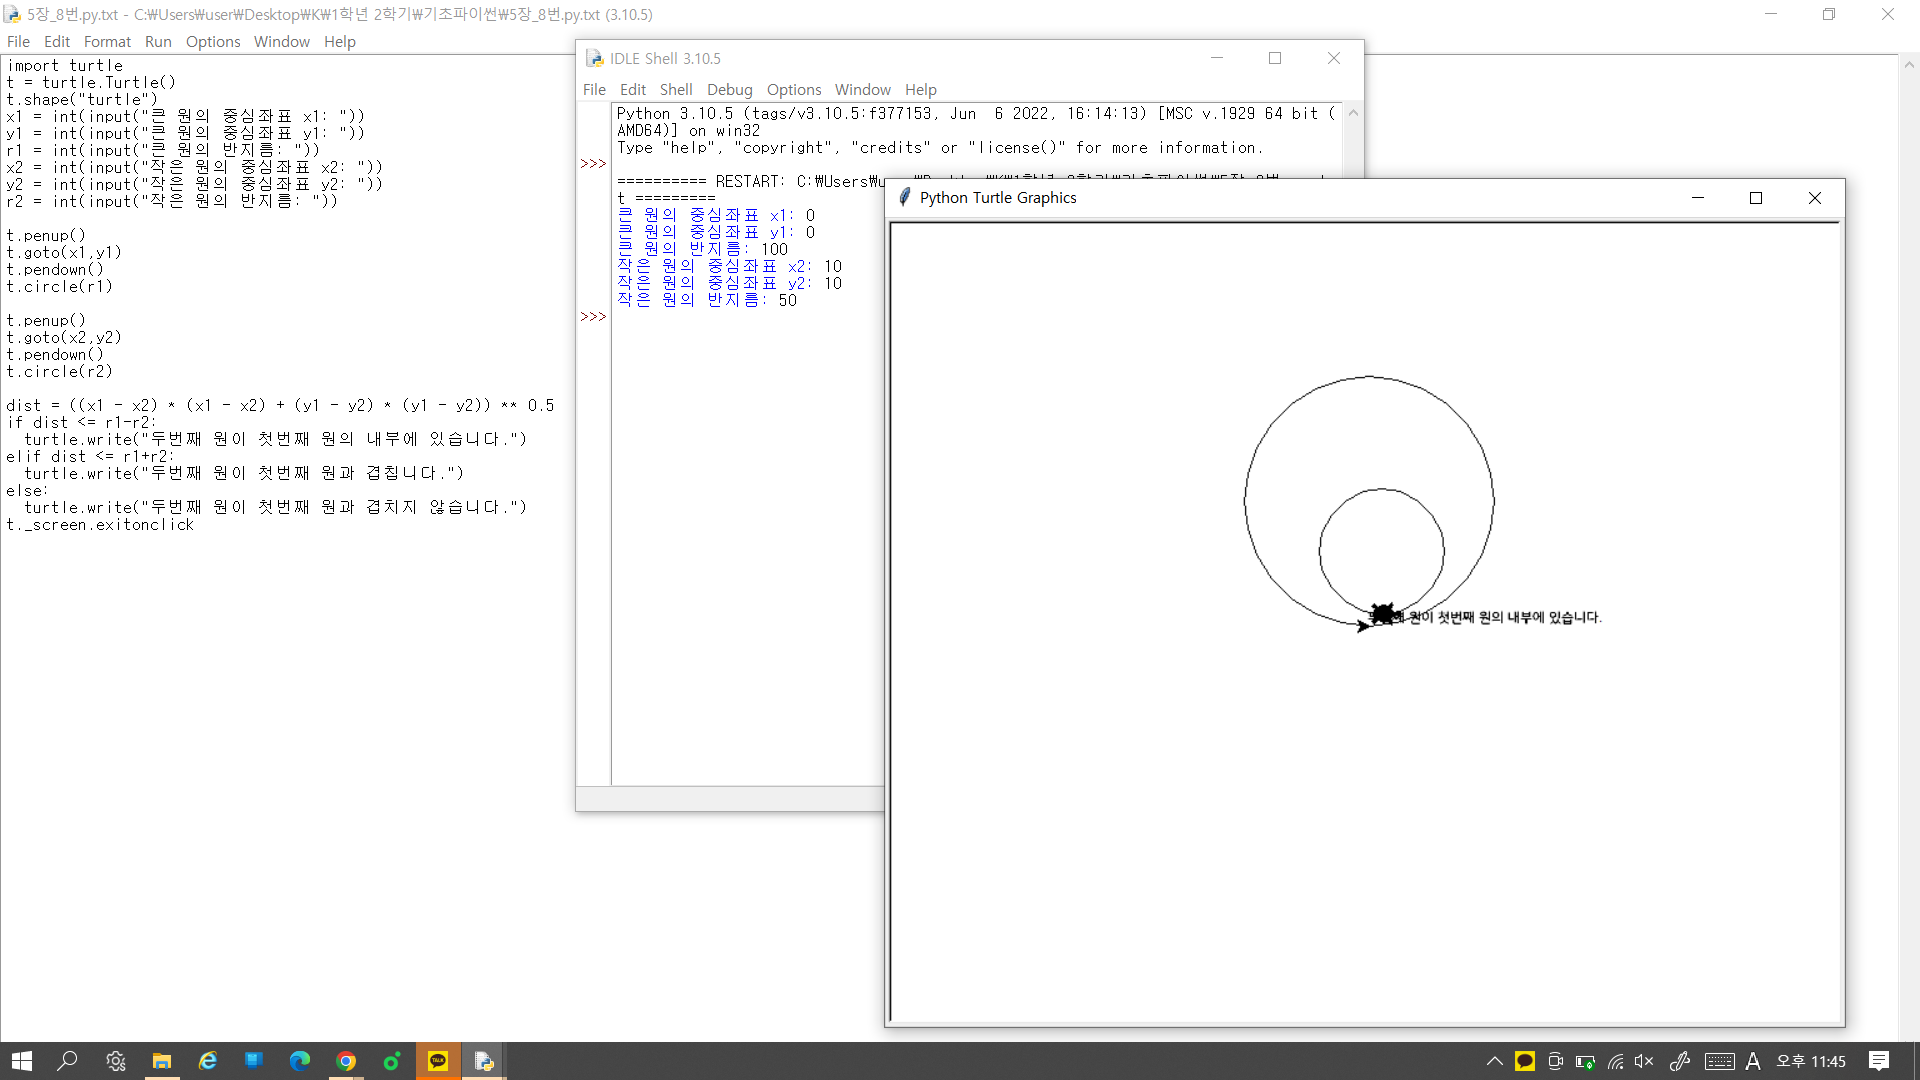 5장_8번.py.txt - C:\Users\user\Desktop\K\1학년 2학기\기초파이썬\5장_8번.py.txt (3.10.5)
File Edit Format Run Options Window Help
import turtle
t = turtle.Turtle()
t.shape("turtle")
x1 = int(input("큰 원의 중심좌표 x1: "))
y1 = int(input("큰 원의 중심좌표 y1: "))
r1 = int(input("큰 원의 반지름: "))
x2 = int(input("작은 원의 중심좌표 x2: "))
y2 = int(input("작은 원의 중심좌표 y2: "))
r2 = int(input("작은 원의 반지름: "))
t.penup()
t.goto(x1,y1)
t.pendown()
t.circle(r1)
t.penup()
t.goto(x2,y2)
t.pendown()
t.circle(r2)
dist = ((x1 - x2) * (x1 - x2) + (y1 - y2) * (y1 - y2)) ** 0.5
if dist <= r1-r2:
  turtle.write("두번째 원이 첫번째 원의 내부에 있습니다.")
elif dist <= r1+r2:
  turtle.write("두번째 원이 첫번째 원과 겹칩니다.")
else:
  turtle.write("두번째 원이 첫번째 원과 겹치지 않습니다.")
t._screen.exitonclick
IDLE Shell 3.10.5
File Edit Shell Debug Options Window Help
Python 3.10.5 (tags/v3.10.5:f377153, Jun  6 2022, 16:14:13) [MSC v.1929 64 bit (
AMD64)] on win32
Type "help", "copyright", "credits" or "license()" for more information.
>>>
========== RESTART: C:\Users\u
t =========
큰 원의 중심좌표 x1: 0
큰 원의 중심좌표 y1: 0
큰 원의 반지름: 100
작은 원의 중심좌표 x2: 10
작은 원의 중심좌표 y2: 10
작은 원의 반지름: 50
>>>
Python Turtle Graphics
원이 첫번째 원의 내부에 있습니다.
TALK
A 오후 11:45